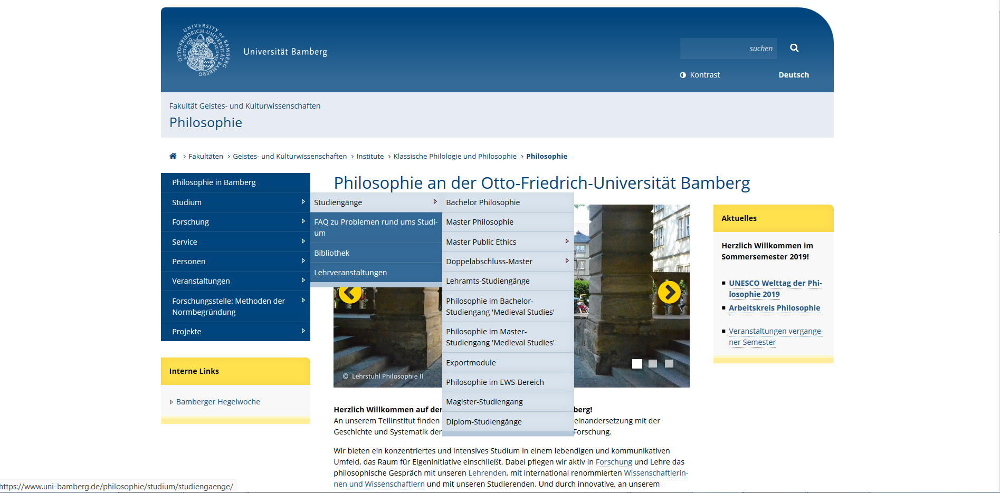 OTTO-FRIEDRICH-UNIVERSITÄT BAMBERG
UNIVERSITY OF BAMBERG
Universität Bamberg
suchen
Kontrast
Deutsch
Fakultät Geistes- und Kulturwissenschaften
Philosophie
Fakultäten
Geistes- und Kulturwissenschaften
Institute
Klassische Philologie und Philosophie
Philosophie
Philosophie in Bamberg
Studium
Forschung
Service
Personen
Veranstaltungen
Forschungsstelle: Methoden der
Normbegründung
Projekte
Studiengänge
FAQ zu Problemen rund ums Studi-
um
Bibliothek
Lehrveranstaltungen
Bachelor Philosophie
Master Philosophie
Master Public Ethics
Doppelabschluss-Master
Lehramts-Studiengänge
Philosophie im Bachelor-
Studiengang 'Medieval Studies'
Philosophie im Master-
Studiengang 'Medieval Studies'
Exportmodule
Philosophie im EWS-Bereich
Magister-Studiengang
Diplom-Studiengänge
Interne Links
Bamberger Hegelwoche
Philosophie an der Otto-Friedrich-Universität Bamberg
© Lehrstuhl Philosophie II
Herzlich Willkommen auf der berg!
An unserem Teilinstitut finden einandersetzung mit der
Geschichte und Systematik der Forschung.
Wir bieten ein konzentriertes und intensives Studium in einem lebendigen und kommunikativen
Umfeld, das Raum für Eigeninitiative einschließt. Dabei pflegen wir aktiv in Forschung und Lehre das
philosophische Gespräch mit unseren Lehrenden, mit international renommierten Wissenschaftlerin-
nen und Wissenschaftlern und mit unseren Studierenden. Und durch innovative, an unserem
Aktuelles
Herzlich Willkommen im
Sommersemester 2019!
UNESCO Welttag der Phi-
losophie 2019
Arbeitskreis Philosophie
Veranstaltungen vergange-
ner Semester
https://www.uni-bamberg.de/philosophie/studium/studiengaenge/